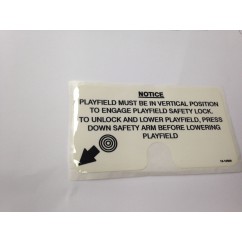 NOTICE
PLAYFIELD MUST BE IN VERTICAL POSITION
TO ENGAGE PLAYFIELD SAFETY LOCK.
TO UNLOCK AND LOWER PLAYFIELD, PRESS
DOWN SAFETY ARM BEFORE LOWERING
PLAYFIELD